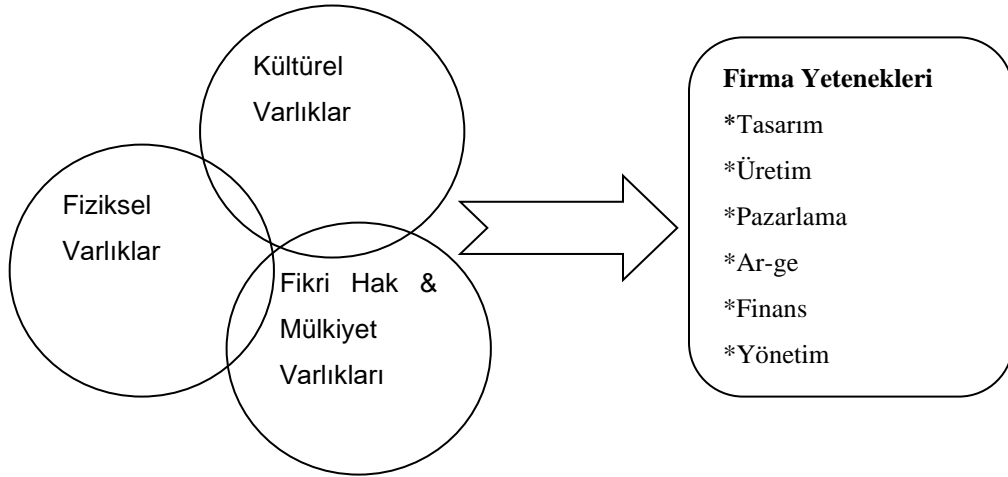 Kültürel
Varlıklar
Fiziksel
Varlıklar
Fikri Hak &
Mülkiyet
Varlıkları
Firma Yetenekleri
*Tasarım
*Üretim
*Pazarlama
*Ar-ge
*Finans
*Yönetim